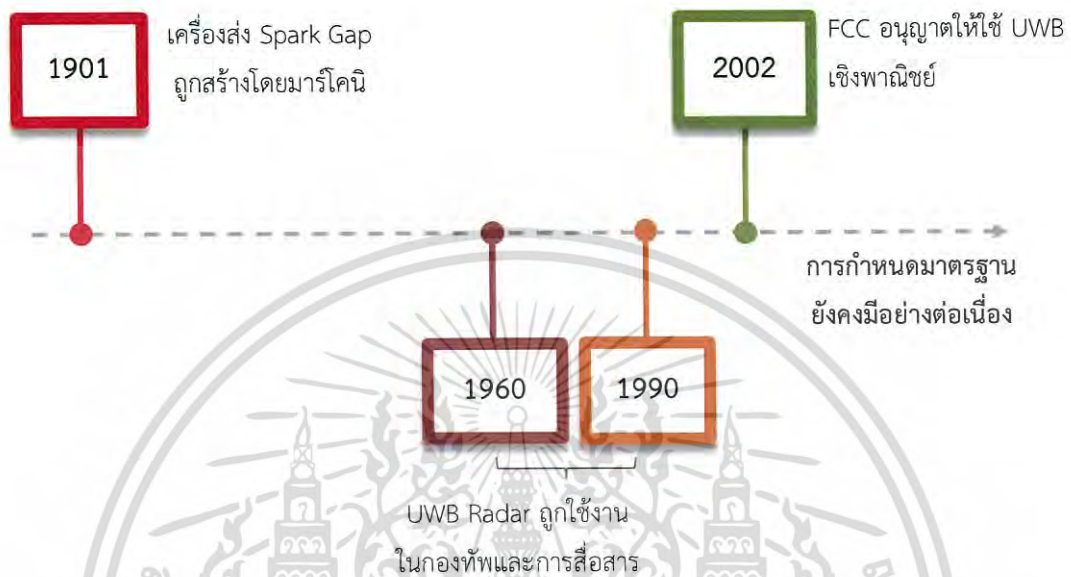 1901
เครื่องส่ง Spark Gap
ถูกสร้างโดยมาร์โคนิ
2002
FCC อนุญาตให้ใช้ UWB
เชิงพาณิชย์
การกำหนดมาตรฐาน
ยังคงมีอย่างต่อเนื่อง
1960
1990
UWB Radar ถูกใช้งาน
ในกองทัพและการสื่อสาร